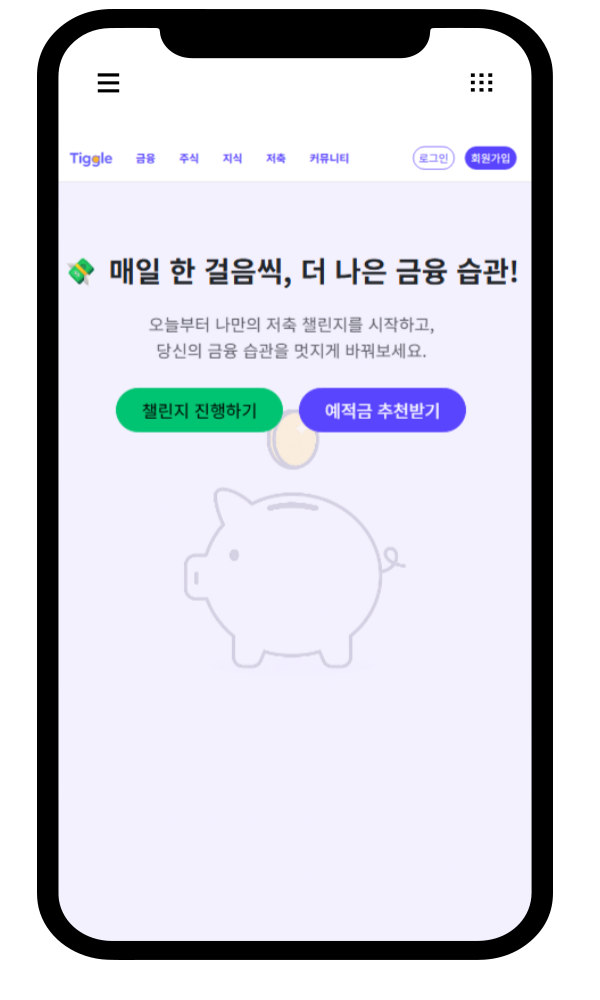 Tiggle 금융 주식 지식 저축 커뮤니티 로그인 회원가입
💸 매일 한 걸음씩, 더 나은 금융 습관!
오늘부터 나만의 저축 챌린지를 시작하고,
당신의 금융 습관을 멋지게 바꿔보세요.
챌린지 진행하기 예적금 추천받기